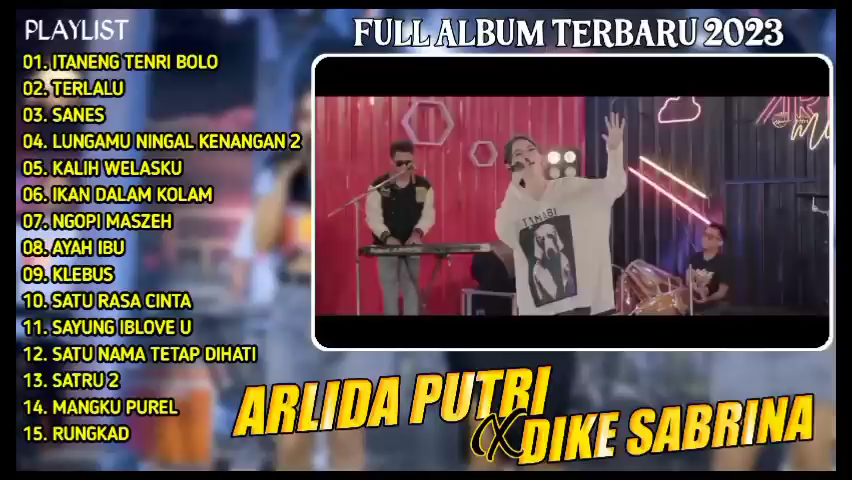 PLAYLIST
FULL ALBUM TERBARU 2023
01. ITANENG TENRI BOLO
02. TERLALU
03. SANES
04. LUNGAMU NINGAL KENANGAN 2
05. KALIH WELASKU
06. IKAN DALAM KOLAM
07. NGOPI MASZEH
08. AYAH IBU
09. KLEBUS
10. SATU RASA CINTA
11. SAYUNG IBLOVE U
12. SATU NAMA TETAP DIHATI
13. SATRU 2
14. MANGKU PUREL
15. RUNGKAD
ARLIDA PUTRI
X DIKE SABRINA